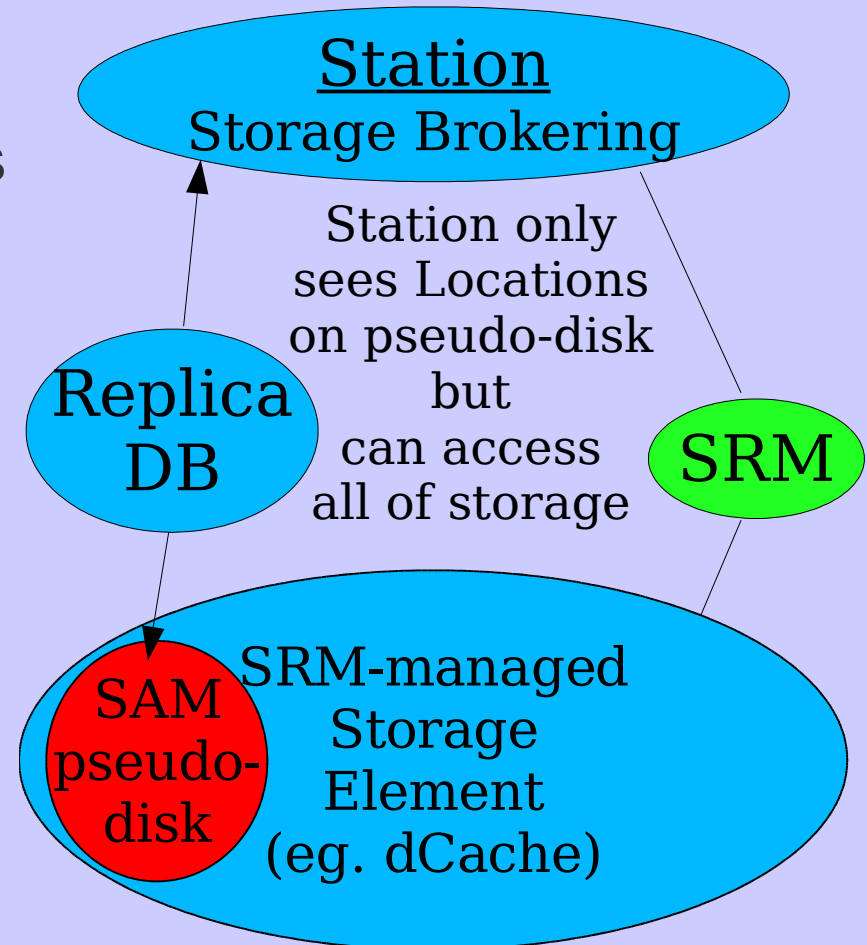 Station
Storage Brokering
s
Station only
sees Locations
on pseudo-disk
but
can access
all of storage
Replica
DB
SRM
SRM-managed
Storage
Element
(eg. dCache)
SAM
pseudo-
disk